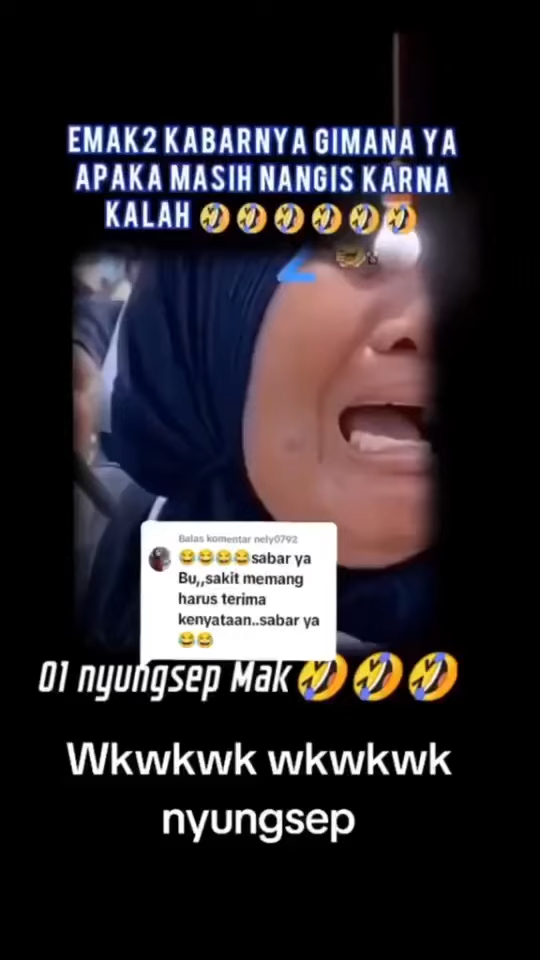 EMAK2 KABARNYA GIMANA YA
APAKA MASIH NANGIS KARNA
KALAH 🤣🤣🤣🤣🤣🤣
Balas komentar nely0792
😂😂😂😂sabar ya
Bu,,sakit memang
harus terima
kenyataan..sabar ya
😂😂
01 nyungsep Mak🤣🤣🤣
Wkwkwk wkwkwk
nyungsep